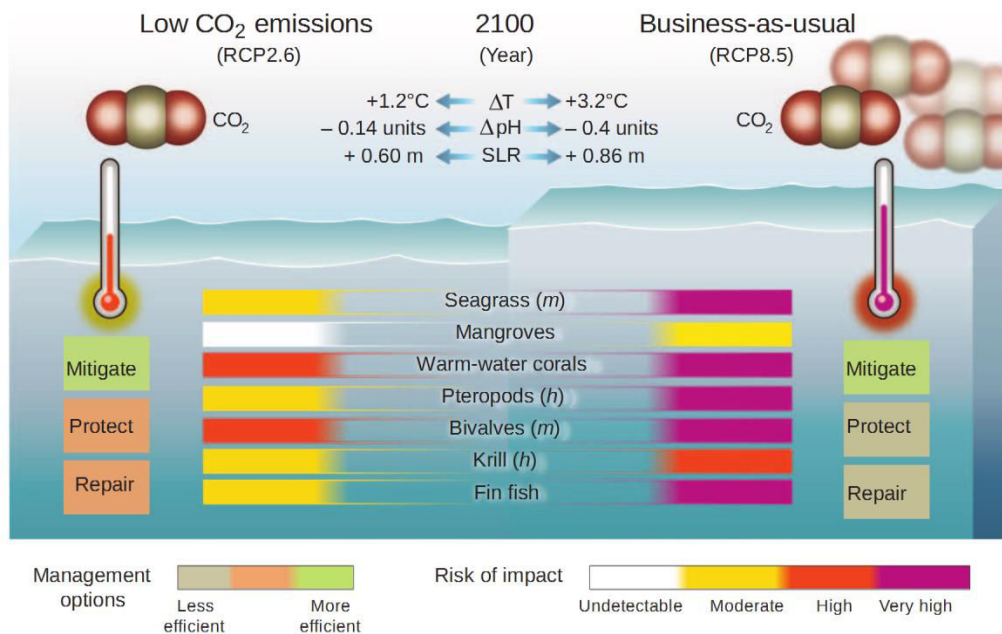 Low CO₂ emissions
(RCP2.6)
2100
(Year)
Business-as-usual
(RCP8.5)
+1.2°C ΔT +3.2°C
– 0.14 units ΔpH – 0.4 units
+ 0.60 m SLR + 0.86 m
CO₂
CO₂
Seagrass (m)
Mangroves
Warm-water corals
Pteropods (h)
Bivalves (m)
Krill (h)
Fin fish
Mitigate
Protect
Repair
Mitigate
Protect
Repair
Management
options
Less
efficient
More
efficient
Risk of impact
Undetectable Moderate High Very high